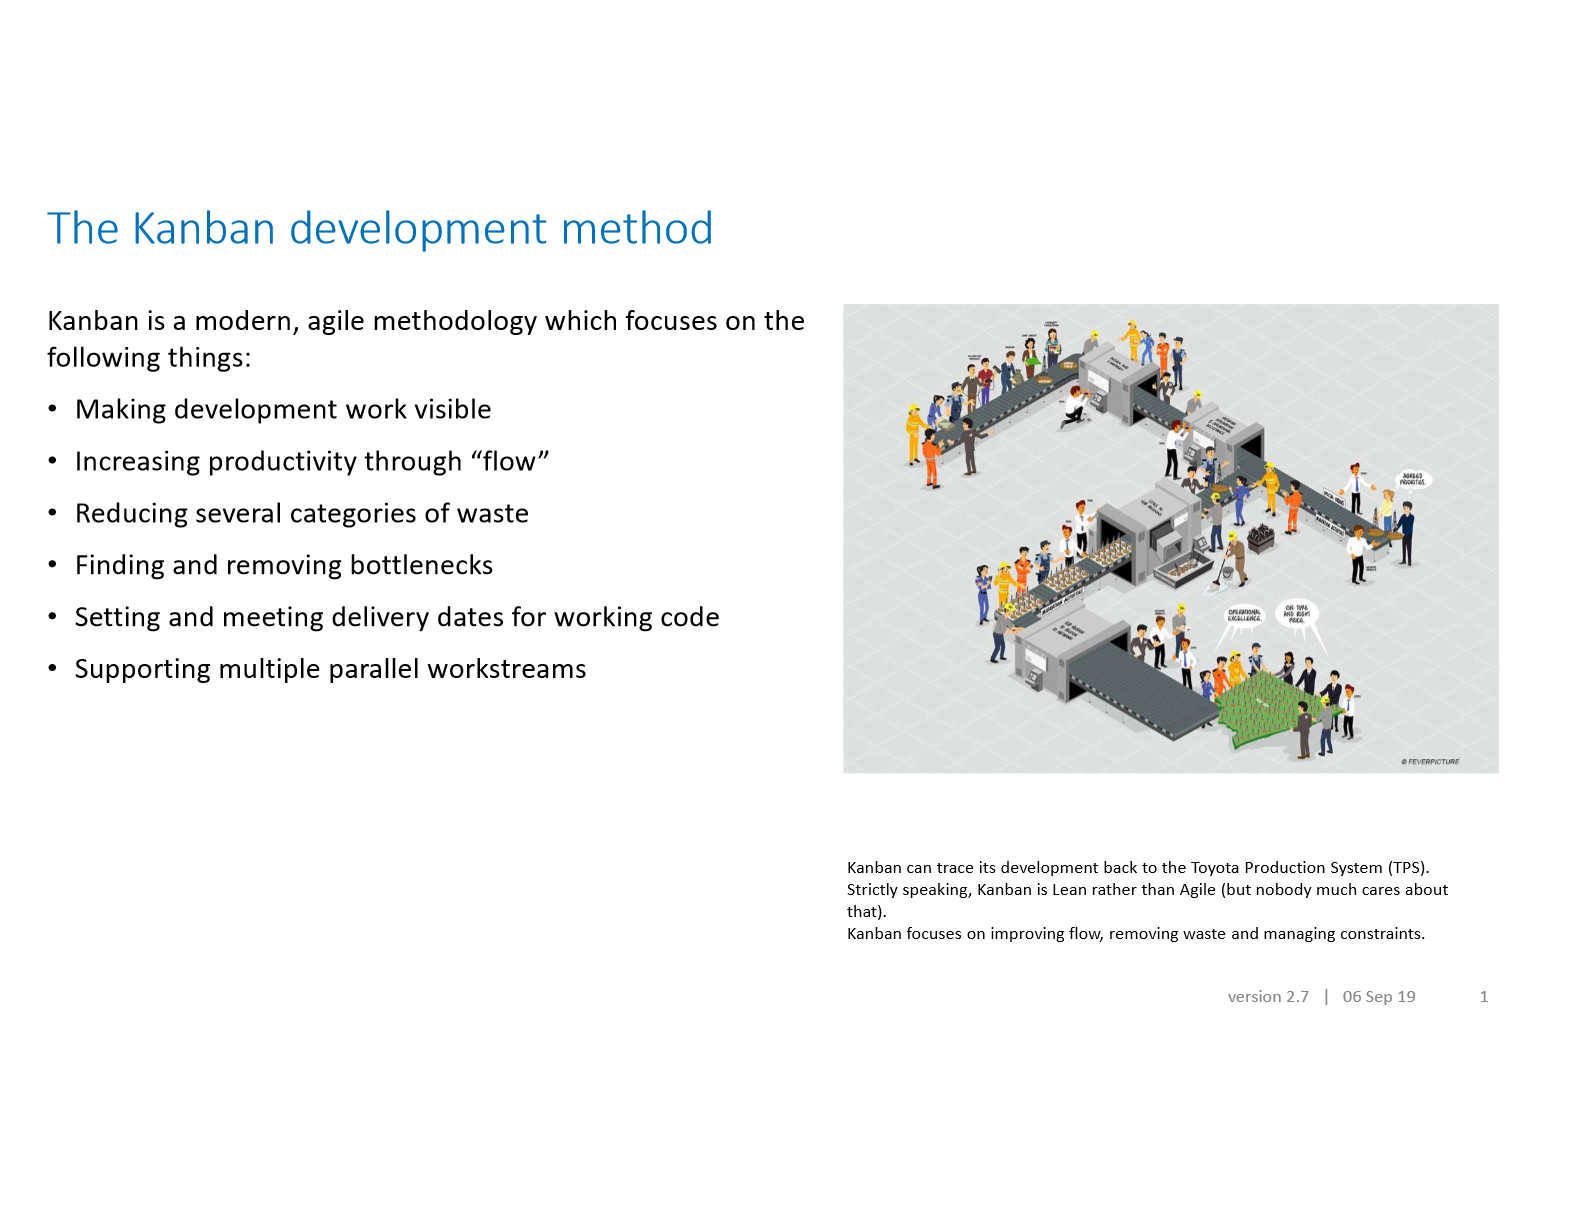 The Kanban development method
Kanban is a modern, agile methodology which focuses on the
following things:
• Making development work visible
• Increasing productivity through “flow”
• Reducing several categories of waste
• Finding and removing bottlenecks
• Setting and meeting delivery dates for working code
• Supporting multiple parallel workstreams
AGREED
PRIORITIES.
OPERATIONAL
EXCELLENCE.
ON TIME
AND RIGHT
PRICE.
© FEVERPICTURE
Kanban can trace its development back to the Toyota Production System (TPS).
Strictly speaking, Kanban is Lean rather than Agile (but nobody much cares about
that).
Kanban focuses on improving flow, removing waste and managing constraints.
version 2.7 | 06 Sep 19 1